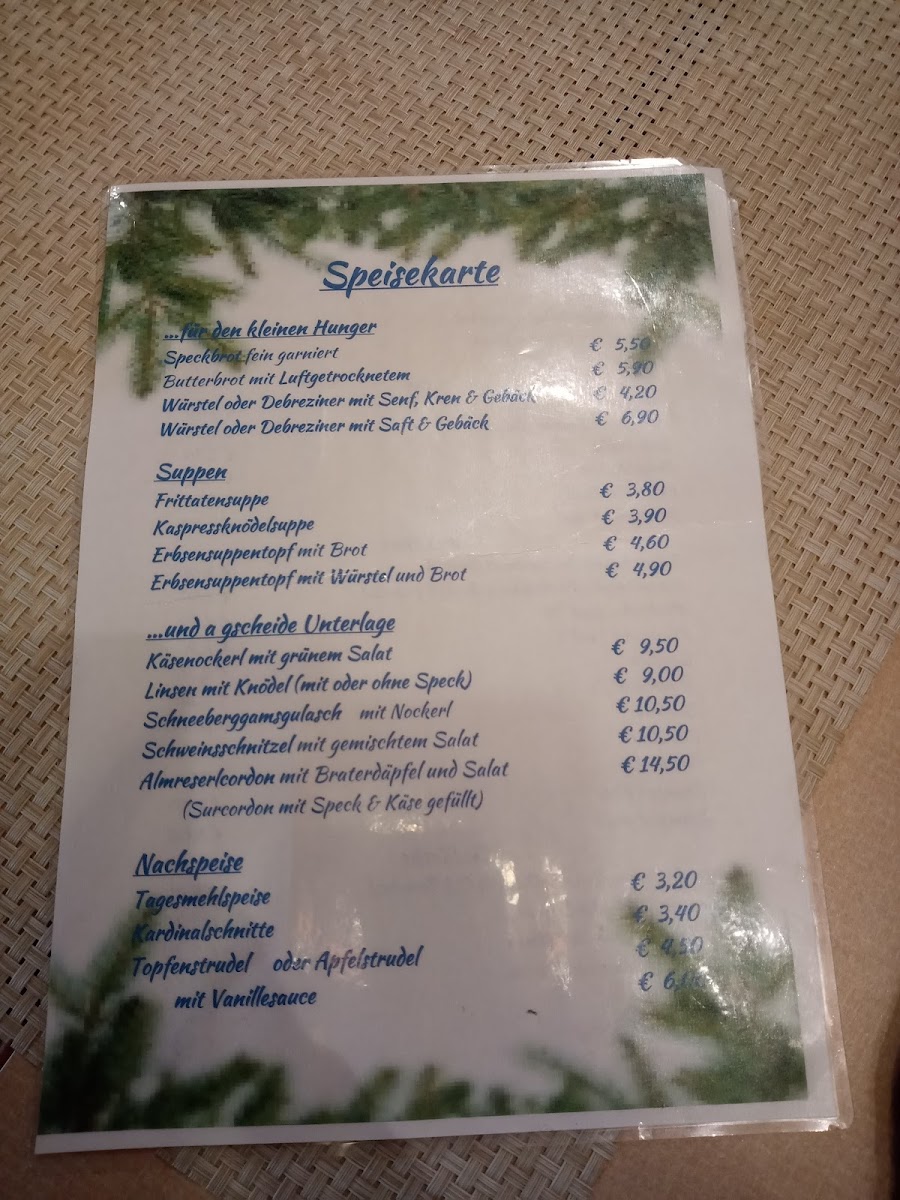 Speisekarte
...für den kleinen Hunger
Speckbrot fein garniert € 5,50
Butterbrot mit Luftgetrocknetem € 5,90
Würstel oder Debreziner mit Senf, Kren & Gebäck € 4,20
Würstel oder Debreziner mit Saft & Gebäck € 6,90
Suppen
Frittatensuppe € 3,80
Kaspressknödelsuppe € 3,90
Erbsensuppentopf mit Brot € 4,60
Erbsensuppentopf mit Würstel und Brot € 4,90
...und a gscheide Unterlage
Käsenockerl mit grünem Salat € 9,50
Linsen mit Knödel (mit oder ohne Speck) € 9,00
Schneeberggamsgulasch mit Nockerl € 10,50
Schweinsschnitzel mit gemischtem Salat € 10,50
Almreserlcordon mit Braterdäpfel und Salat € 14,50
(Surcordon mit Speck & Käse gefüllt)
Nachspeise
Tagesmehlspeise € 3,20
Kardinalschnitte € 3,40
Topfenstrudel oder Apfelstrudel € 4,50
mit Vanillesauce €